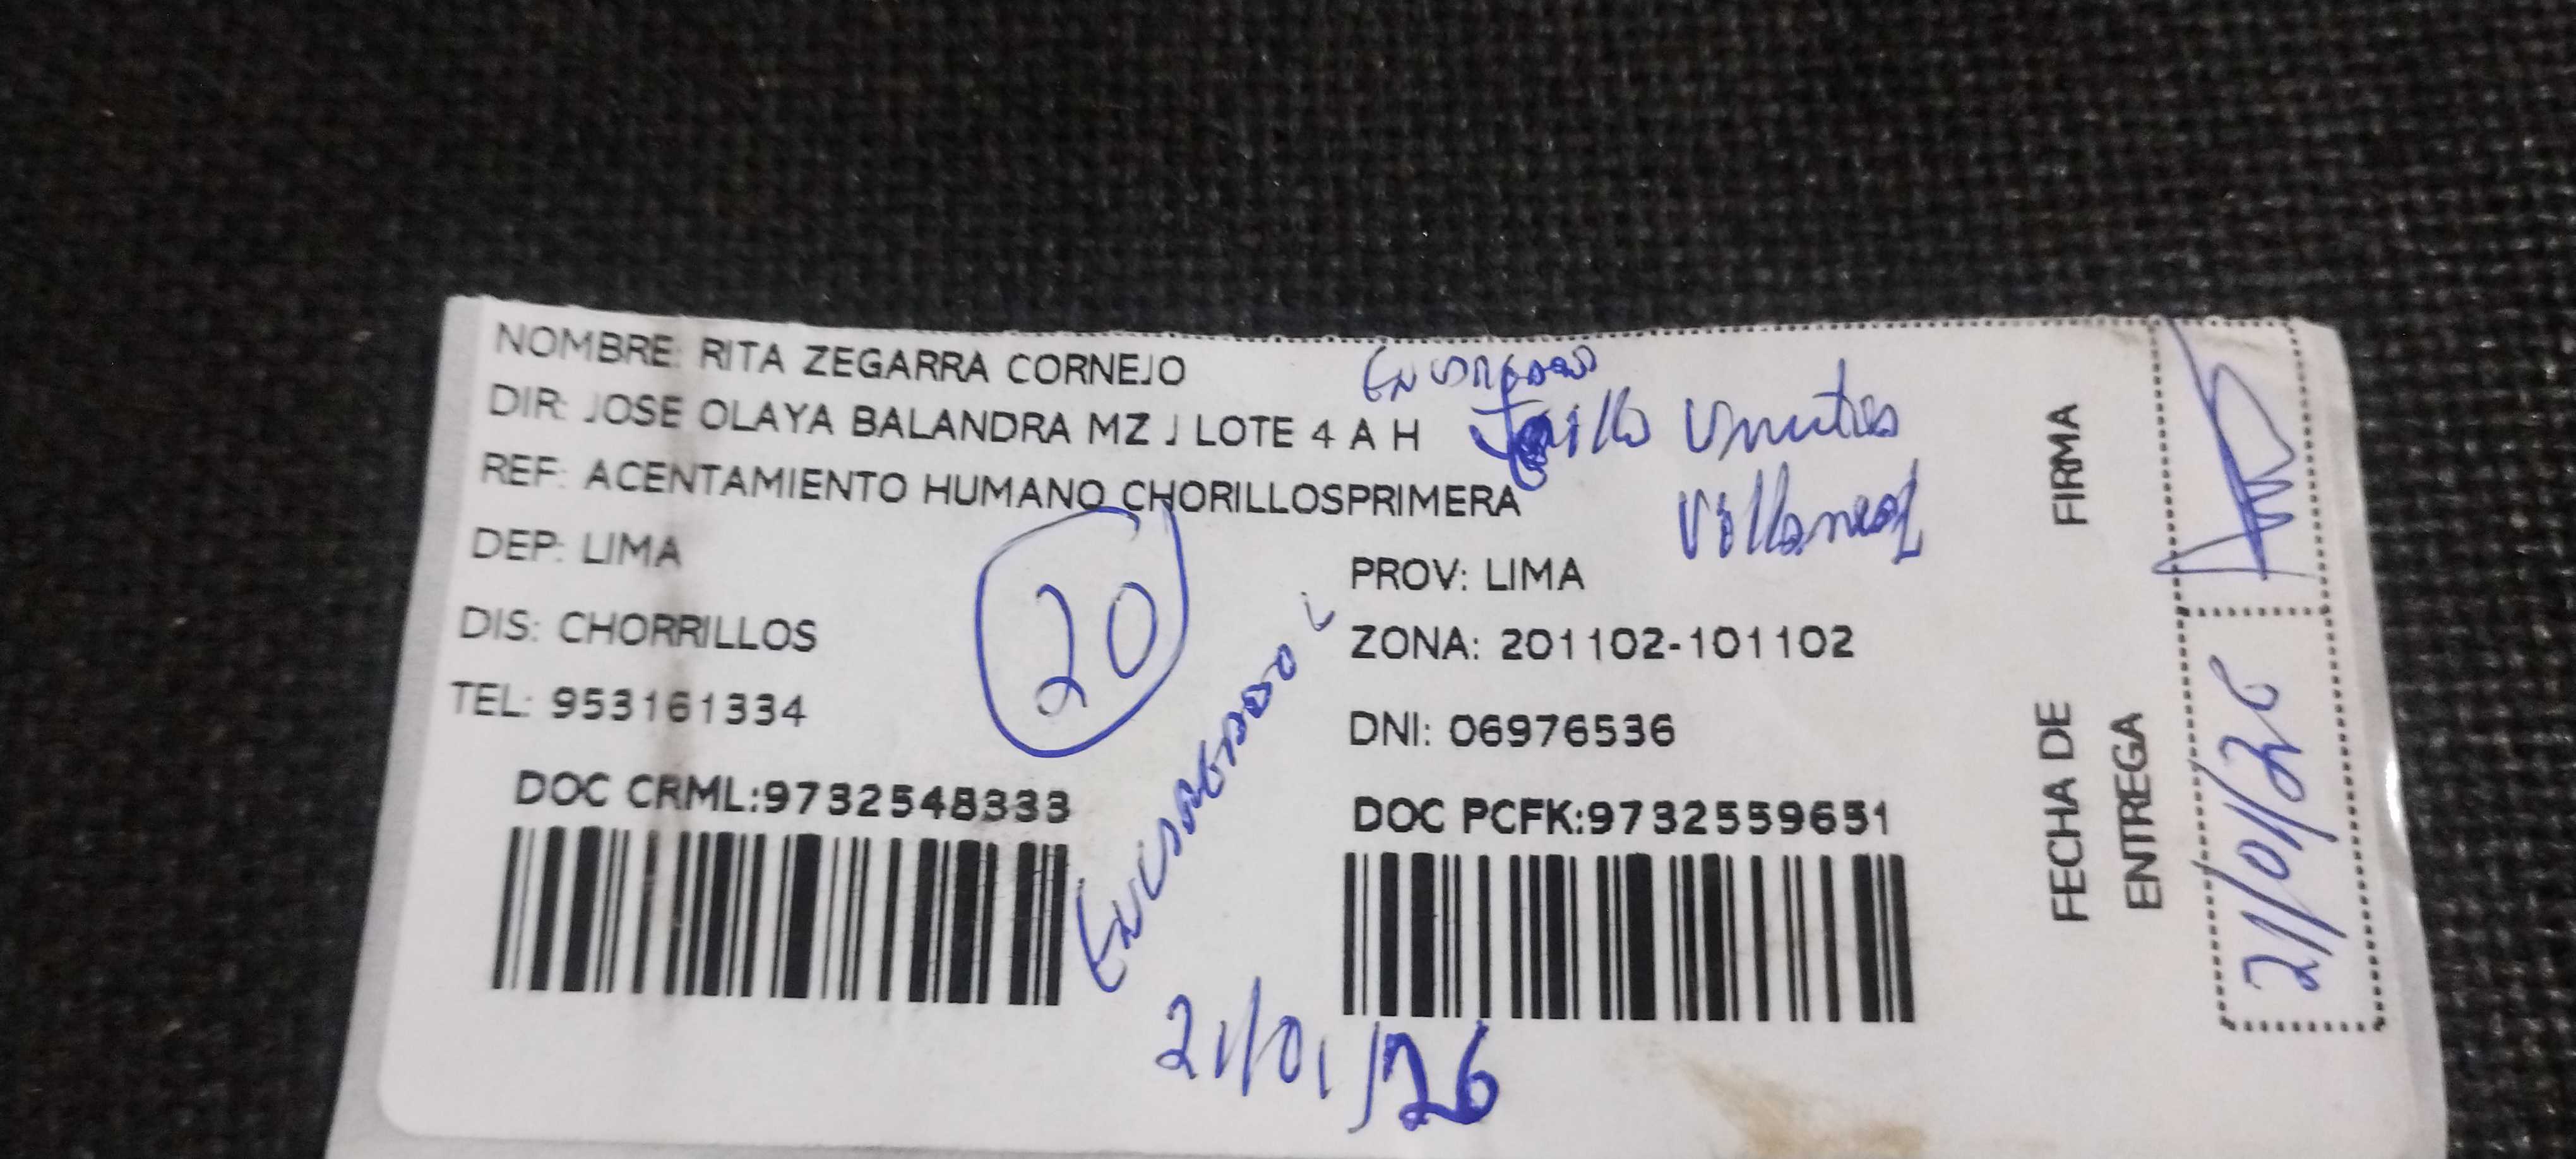 NOMBRE: RITA ZEGARRA CORNEJO
DIR: JOSE OLAYA BALANDRA MZ J LOTE 4 A H
REF: ACENTAMIENTO HUMANO CHORILLOSPRIMERA
DEP: LIMA
PROV: LIMA
DIS: CHORRILLOS
ZONA: 201102-101102
TEL: 953161334
DNI: 06976536
20
DOC CRML:9732548333
DOC PCFK:9732559651
21/01/26
FIRMA
FECHA DE
ENTREGA
21/01/26